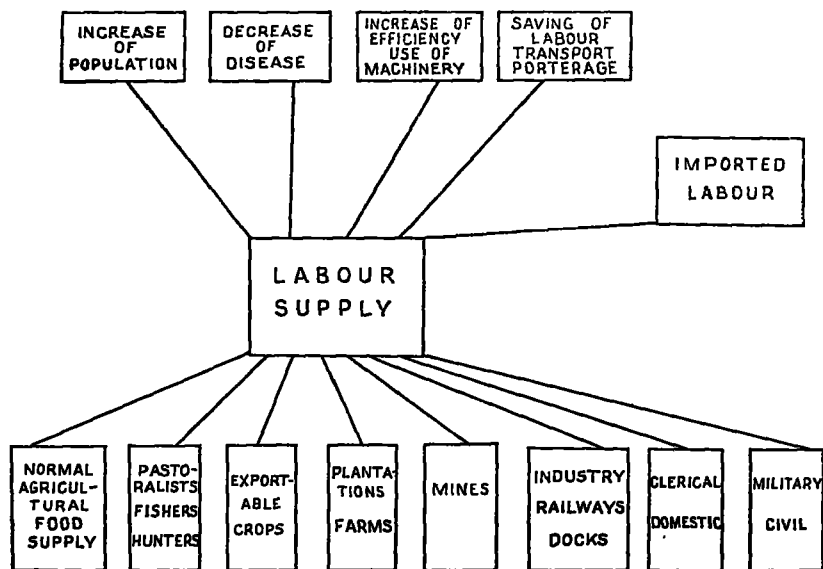 INCREASE
OF
POPULATION
DECREASE
OF
DISEASE
INCREASE OF
EFFICIENCY
USE OF
MACHINERY
SAVING OF
LABOUR
TRANSPORT
PORTERAGE
IMPORTED
LABOUR
LABOUR
SUPPLY
NORMAL
AGRICUL-
TURAL
FOOD
SUPPLY
PASTO-
RALISTS
FISHERS
HUNTERS
EXPORT-
ABLE
CROPS
PLANTA-
TIONS
FARMS
MINES
INDUSTRY
RAILWAYS
DOCKS
CLERICAL
DOMESTIC
MILITARY
CIVIL